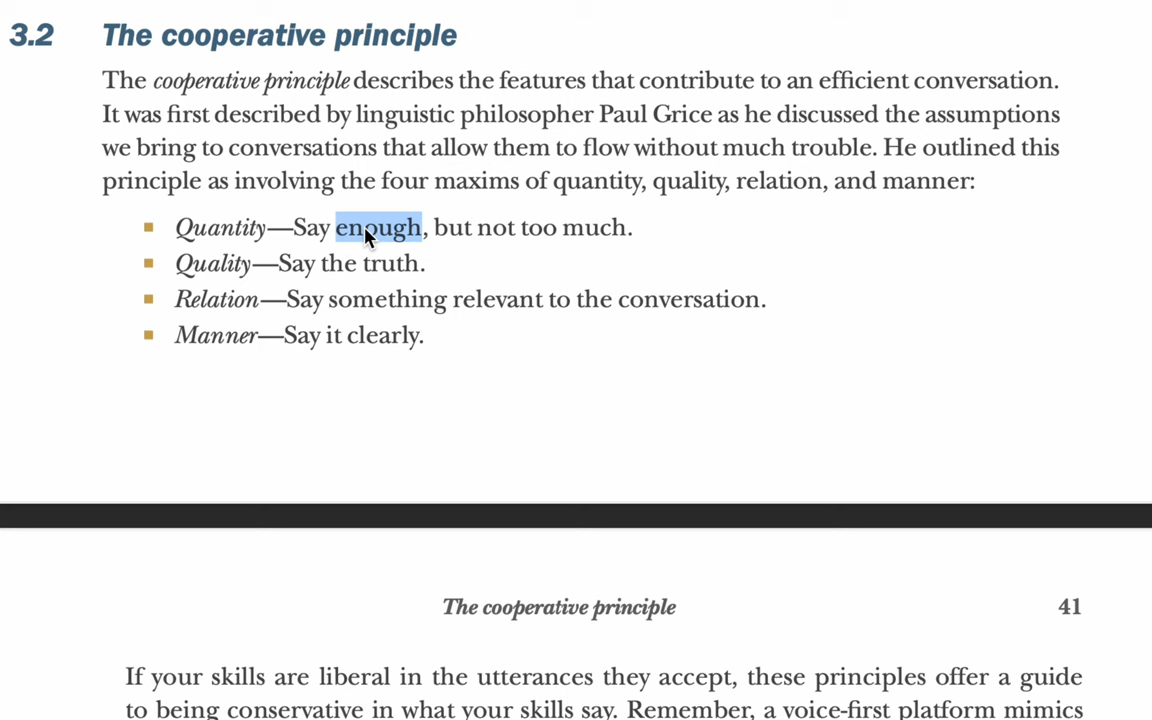 3.2 The cooperative principle
The cooperative principle describes the features that contribute to an efficient conversation.
It was first described by linguistic philosopher Paul Grice as he discussed the assumptions
we bring to conversations that allow them to flow without much trouble. He outlined this
principle as involving the four maxims of quantity, quality, relation, and manner:
■ Quantity—Say enough, but not too much.
■ Quality—Say the truth.
■ Relation—Say something relevant to the conversation.
■ Manner—Say it clearly.
The cooperative principle 41
If your skills are liberal in the utterances they accept, these principles offer a guide
to being conservative in what your skills say. Remember, a voice-first platform mimics